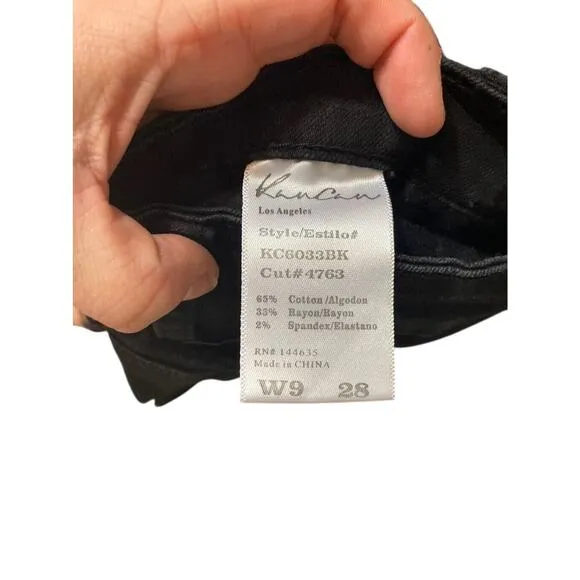 Kancan
Los Angeles
Style/Estilo#
KC6033BK
Cut#4763
65% Cotton/Algodon
33% Rayon/Rayon
2% Spandex/Elastano
RN# 144635
Made in CHINA
W9 28